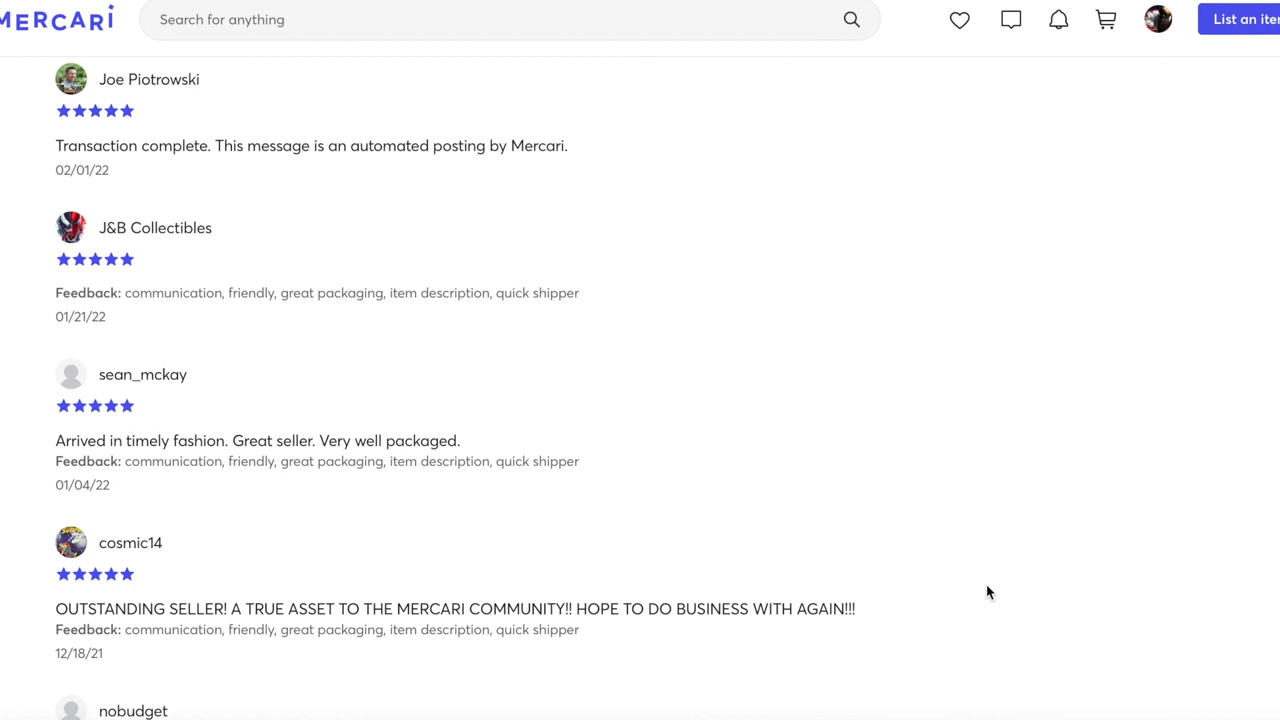 MERCARI
Search for anything
List an item
Joe Piotrowski
Transaction complete. This message is an automated posting by Mercari.
02/01/22
J&B Collectibles
Feedback: communication, friendly, great packaging, item description, quick shipper
01/21/22
sean_mckay
Arrived in timely fashion. Great seller. Very well packaged.
Feedback: communication, friendly, great packaging, item description, quick shipper
01/04/22
cosmic14
OUTSTANDING SELLER! A TRUE ASSET TO THE MERCARI COMMUNITY!! HOPE TO DO BUSINESS WITH AGAIN!!!
Feedback: communication, friendly, great packaging, item description, quick shipper
12/18/21
nobudget